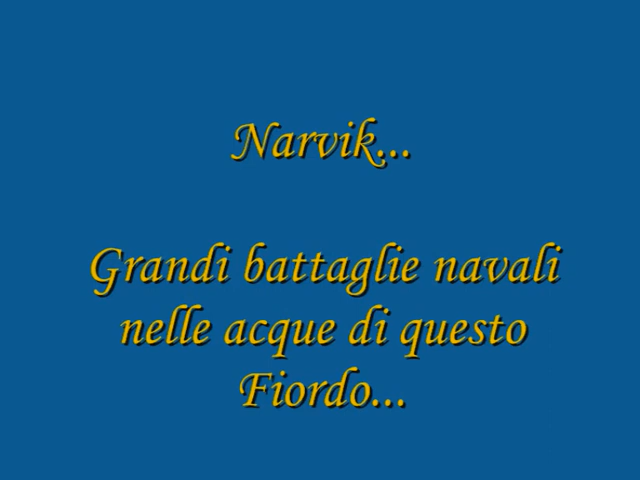 Narvik...
Grandi battaglie navali
nelle acque di questo
Fiordo...